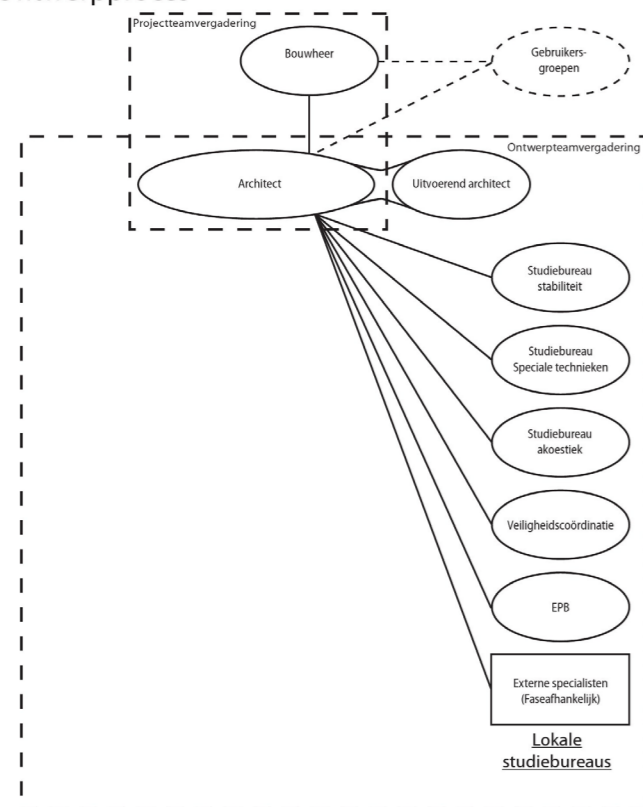 Projectteamvergadering
Bouwheer
Gebruikers-
groepen
Ontwerpteamvergadering
Architect
Uitvoerend architect
Studiebureau
stabiliteit
Studiebureau
Speciale technieken
Studiebureau
akoestiek
Veiligheidscoördinatie
EPB
Externe specialisten
(Faseafhankelijk)
Lokale
studiebureaus